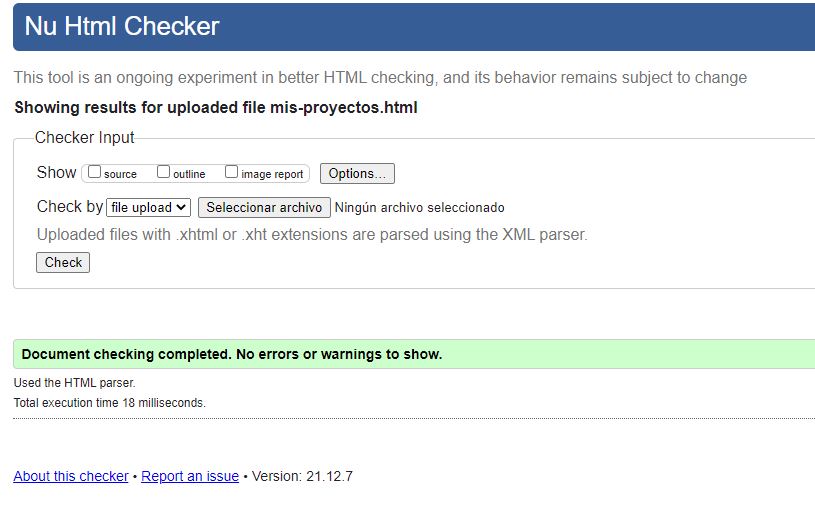 Nu Html Checker
This tool is an ongoing experiment in better HTML checking, and its behavior remains subject to change
Showing results for uploaded file mis-proyectos.html
Checker Input
Show source outline image report Options...
Check by file upload Seleccionar archivo Ningún archivo seleccionado
Uploaded files with .xhtml or .xht extensions are parsed using the XML parser.
Check
Document checking completed. No errors or warnings to show.
Used the HTML parser.
Total execution time 18 milliseconds.
About this checker • Report an issue • Version: 21.12.7